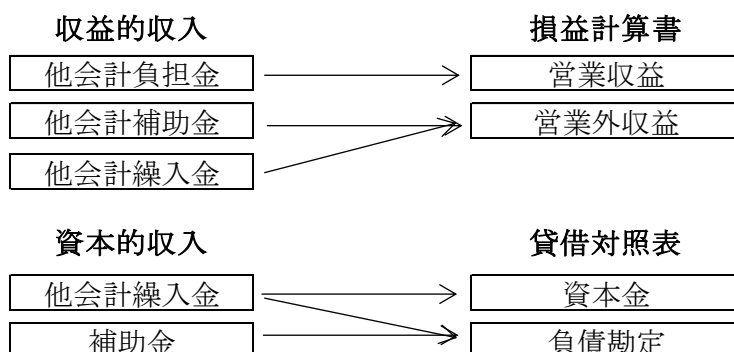 収益的収入
損益計算書
他会計負担金
営業収益
他会計補助金
営業外収益
他会計繰入金
資本的収入
貸借対照表
他会計繰入金
資本金
補助金
負債勘定